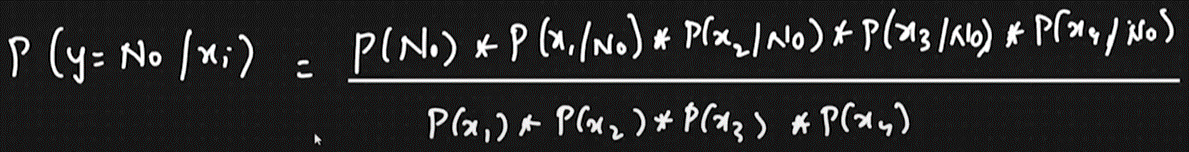 P (y = No / xi) = P(No) * P (x1/No) * P(x2/No) * P(x3/No) * P(x4/No)
P(x1) * P(x2) * P(x3) * P(x4)